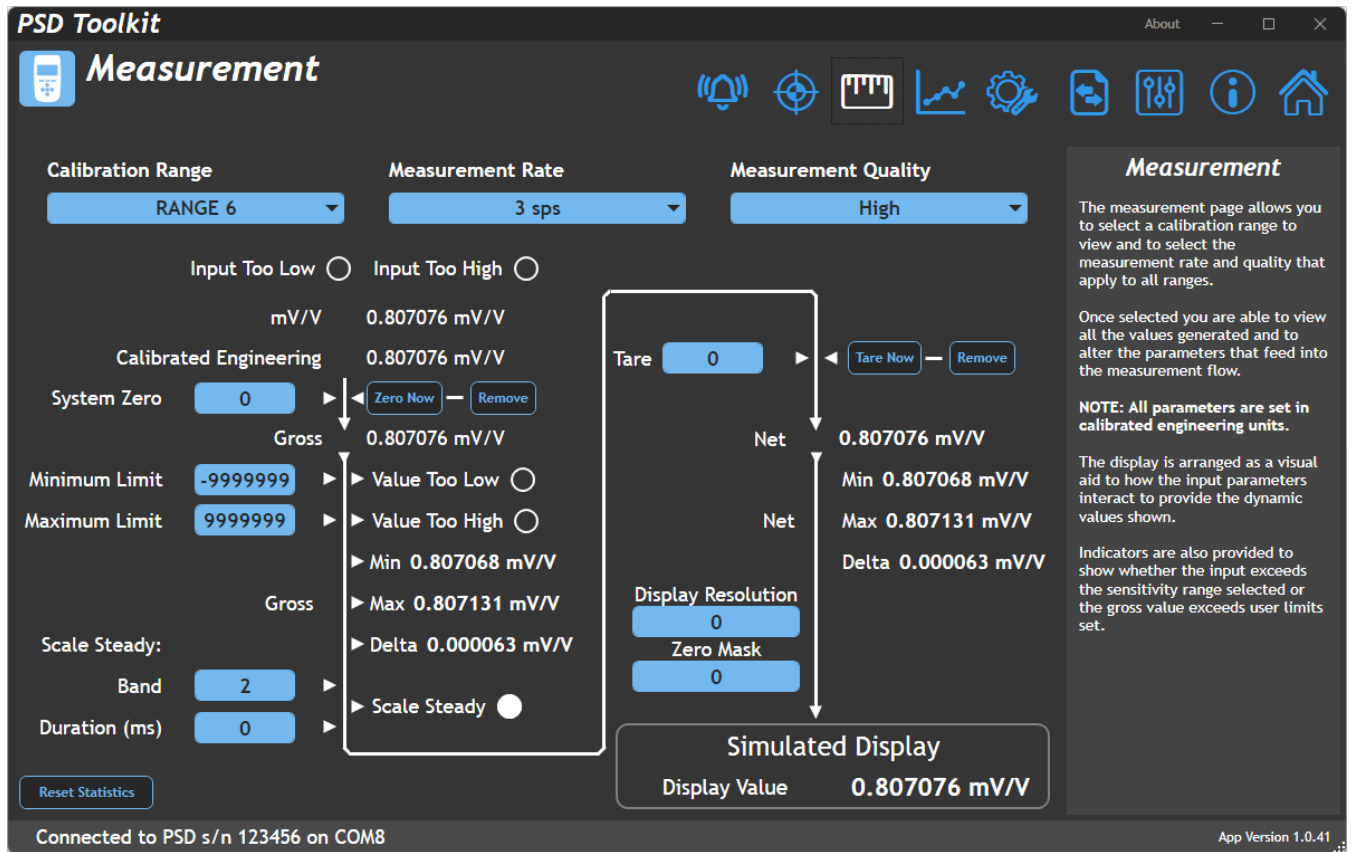 PSD Toolkit
About
Measurement
Calibration Range
RANGE 6
Measurement Rate
3 sps
Measurement Quality
High
Input Too Low
Input Too High
mV/V 0.807076 mV/V
Calibrated Engineering 0.807076 mV/V
System Zero 0 Zero Now Remove
Gross 0.807076 mV/V
Minimum Limit -9999999 Value Too Low
Maximum Limit 9999999 Value Too High
Min 0.807068 mV/V
Gross Max 0.807131 mV/V
Scale Steady: Delta 0.000063 mV/V
Band 2
Scale Steady
Duration (ms) 0
Reset Statistics
Tare 0 Tare Now Remove
Net 0.807076 mV/V
Min 0.807068 mV/V
Net Max 0.807131 mV/V
Delta 0.000063 mV/V
Display Resolution
0
Zero Mask
0
Simulated Display
Display Value 0.807076 mV/V
Measurement
The measurement page allows you
to select a calibration range to
view and to select the
measurement rate and quality that
apply to all ranges.
Once selected you are able to view
all the values generated and to
alter the parameters that feed into
the measurement flow.
NOTE: All parameters are set in
calibrated engineering units.
The display is arranged as a visual
aid to how the input parameters
interact to provide the dynamic
values shown.
Indicators are also provided to
show whether the input exceeds
the sensitivity range selected or
the gross value exceeds user limits
set.
Connected to PSD s/n 123456 on COM8
App Version 1.0.41